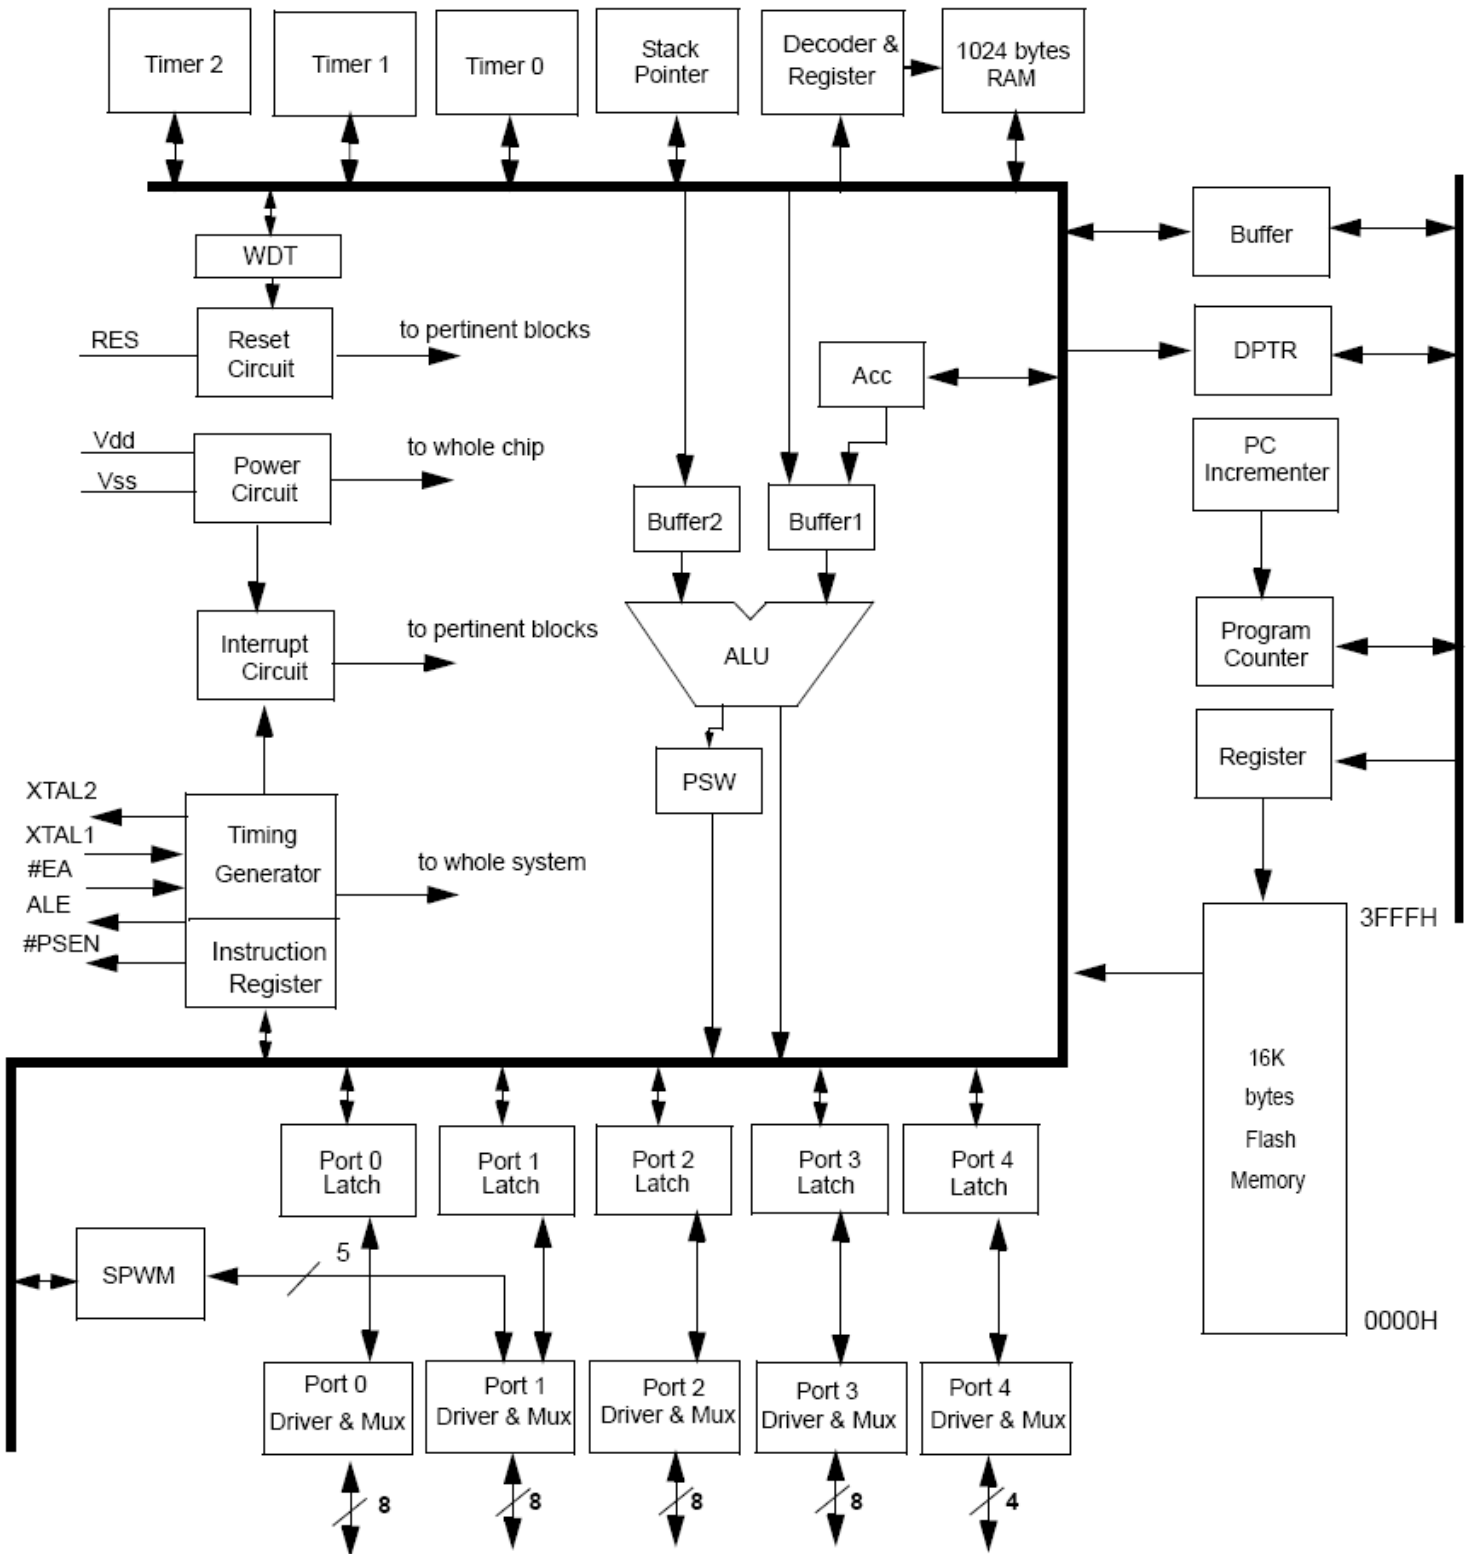 Timer 2
Timer 1
Timer 0
Stack
Pointer
Decoder &
Register
1024 bytes
RAM
WDT
RES
Reset
Circuit
to pertinent blocks
Vdd
Vss
Power
Circuit
to whole chip
Interrupt
Circuit
to pertinent blocks
XTAL2
XTAL1
#EA
ALE
#PSEN
Timing
Generator
Instruction
Register
to whole system
Acc
Buffer2
Buffer1
ALU
PSW
Buffer
DPTR
PC
Incrementer
Program
Counter
Register
3FFFH
16K
bytes
Flash
Memory
0000H
Port 0
Latch
Port 1
Latch
Port 2
Latch
Port 3
Latch
Port 4
Latch
SPWM
5
Port 0
Driver & Mux
Port 1
Driver & Mux
Port 2
Driver & Mux
Port 3
Driver & Mux
Port 4
Driver & Mux
8
8
8
8
4